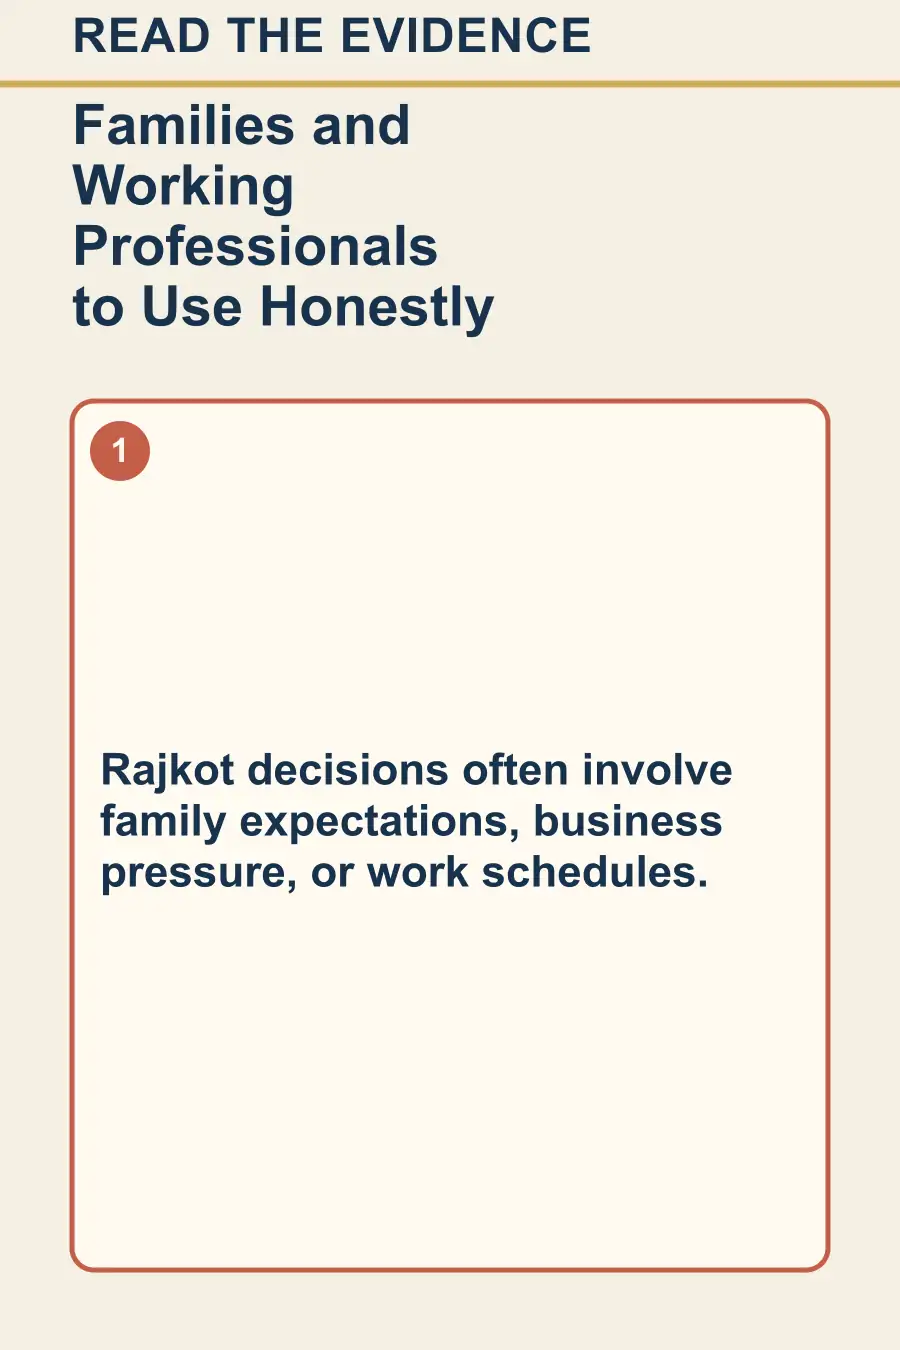 READ THE EVIDENCE
Families and
Working
Professionals
to Use Honestly
1
Rajkot decisions often involve
family expectations, business
pressure, or work schedules.